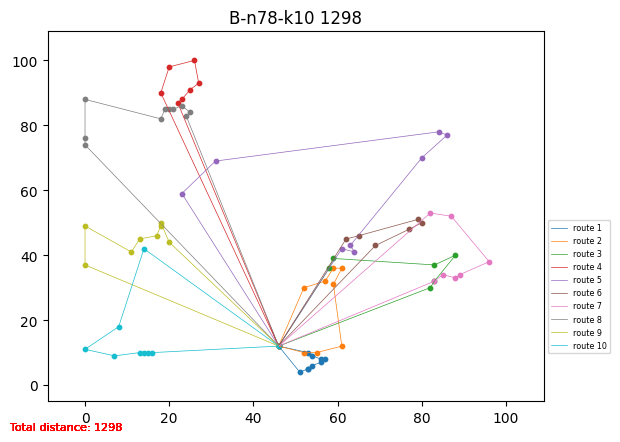 B-n78-k10 1298
100
80
60
40
20
0
0 20 40 60 80 100
route 1
route 2
route 3
route 4
route 5
route 6
route 7
route 8
route 9
route 10
Total distance: 1298